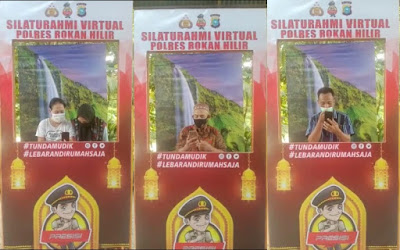 SILATURAHMI VIRTUAL
POLRES ROKAN HILIR
#TUNDAMUDIK
#LEBARANDIRUMAHSAJA
SILATURAHMI VIRTUAL
POLRES ROKAN HILIR
#TUNDAMUDIK
#LEBARANDIRUMAHSAJA
SILATURAHMI VIRTUAL
POLRES ROKAN HILIR
#TUNDAMUDIK
#LEBARANDIRUMAHSAJA